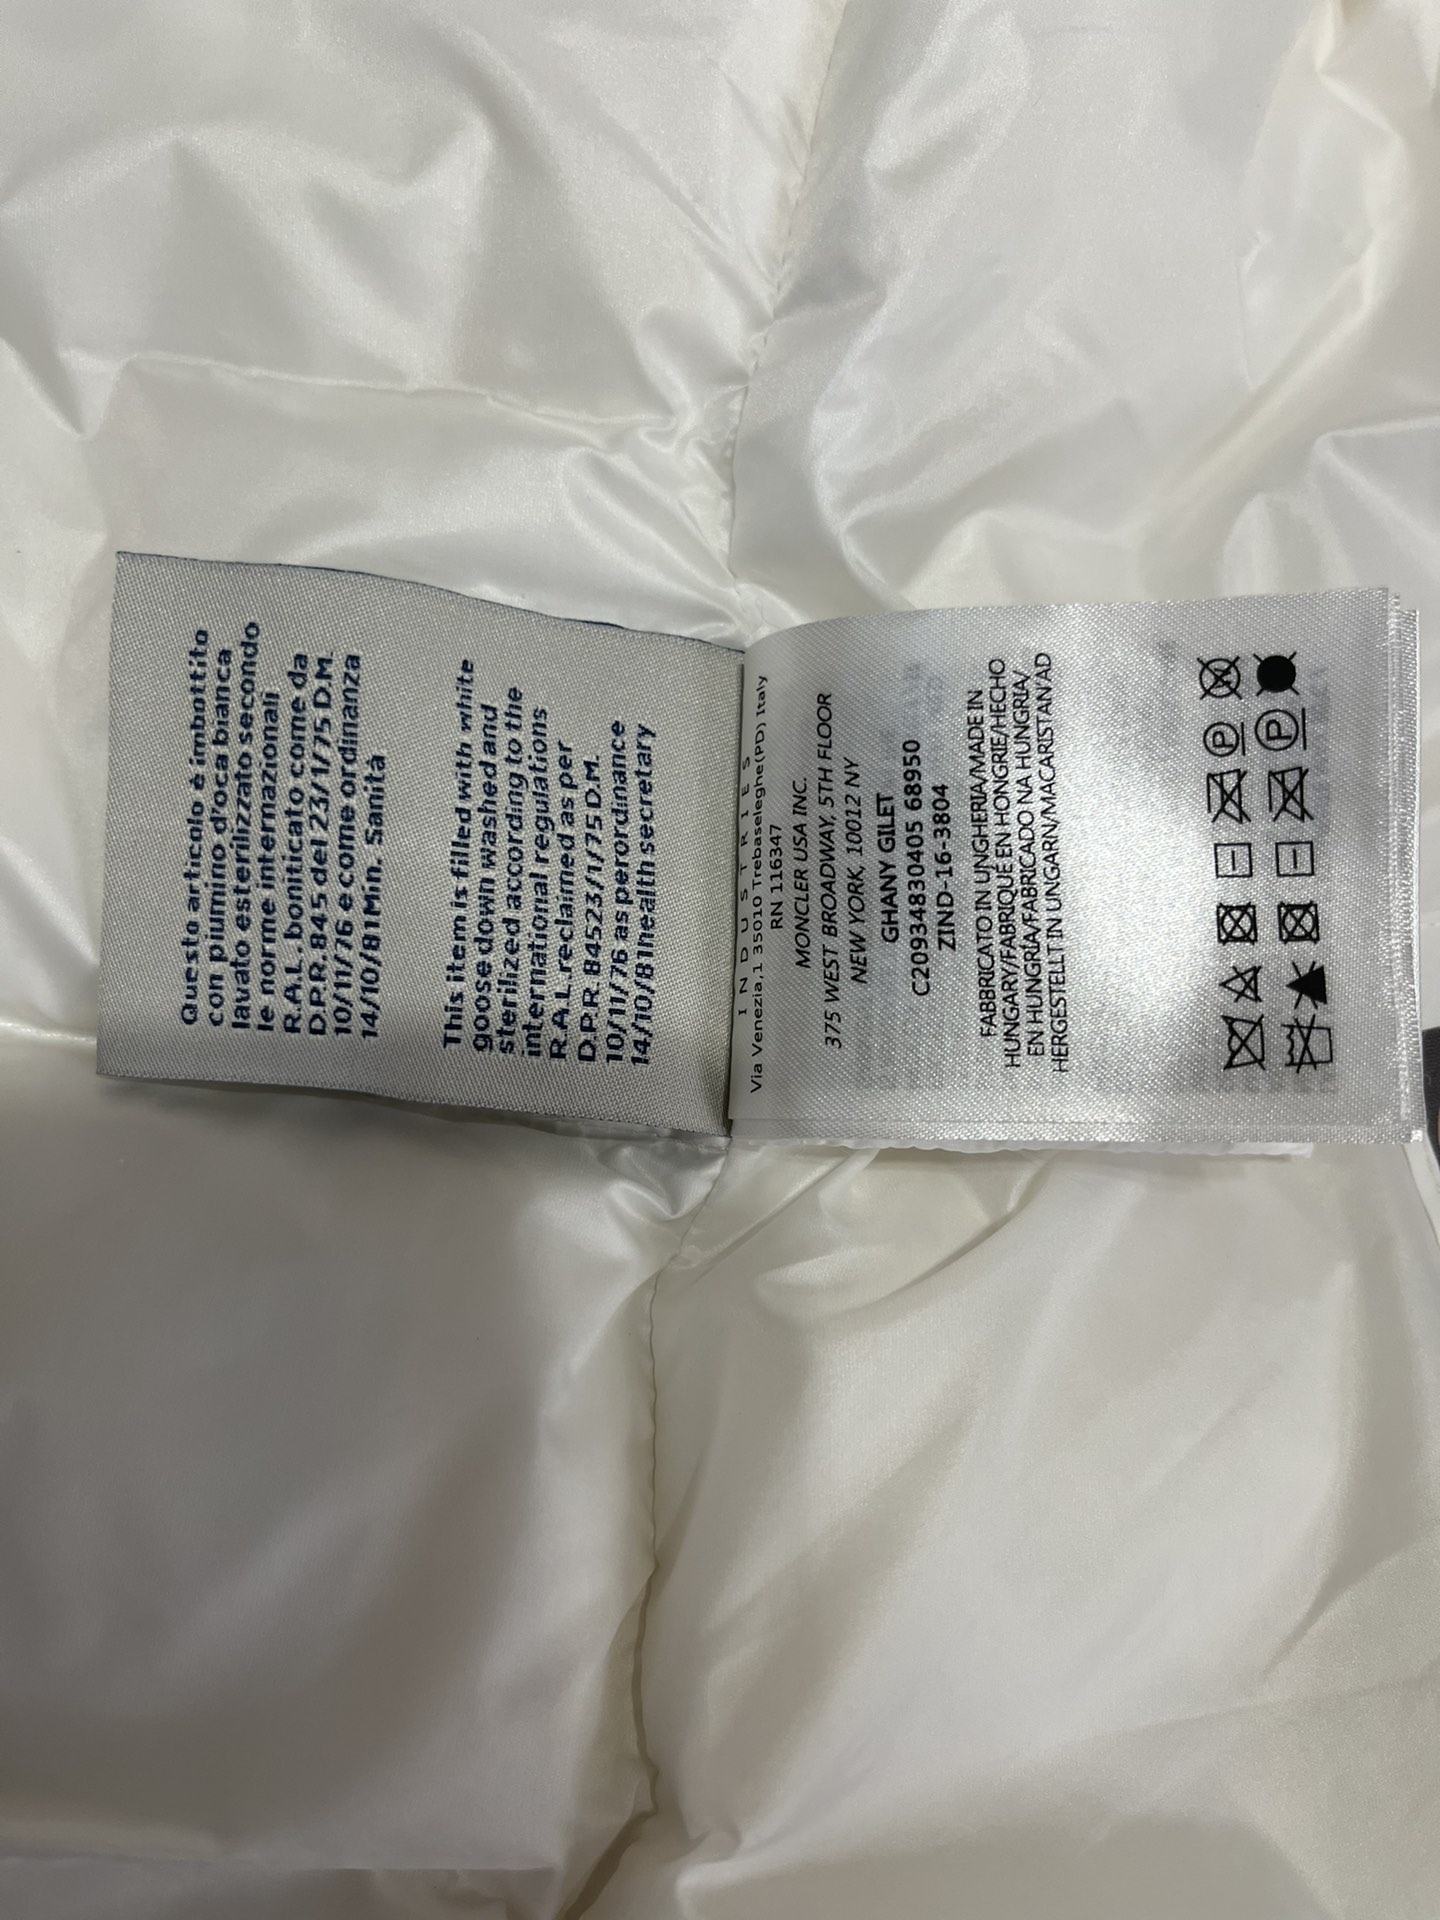 Questo articolo è imbottito
con piumino d'oca bianca
lavato esterilizzato secondo
le norme internazionali
R.A.L. boniticato come da
D.P.R. 845 del 23/1/75 D.M.
10/11/76 e come ordinanza
14/10/81 Min. Sanità
This item is filled with white
goose down washed and
sterilized according to the
international regulations
R.A.L.reclaimed as per
D.P.R. 84523/1/75 D.M.
10/11/76 as perordinance
14/10/81health secretary
INDUSTRIES
Via Venezia,1 35010 Trebaseleghe(PD) Italy
RN 116347
MONCLER USA INC.
375 WEST BROADWAY, 5TH FLOOR
NEW YORK, 10012 NY
GHANY GILET
C20934830405 68950
ZIND-16-3804
FABBRICATO IN UNGHERIA/MADE IN
HUNGARY/FABRIQUÉ EN HONGRIE/HECHO
EN HUNGRÍA/FABRICADO NA HUNGRIA/
HERGESTELLT IN UNGARN/MACARISTAN'AD
P
P